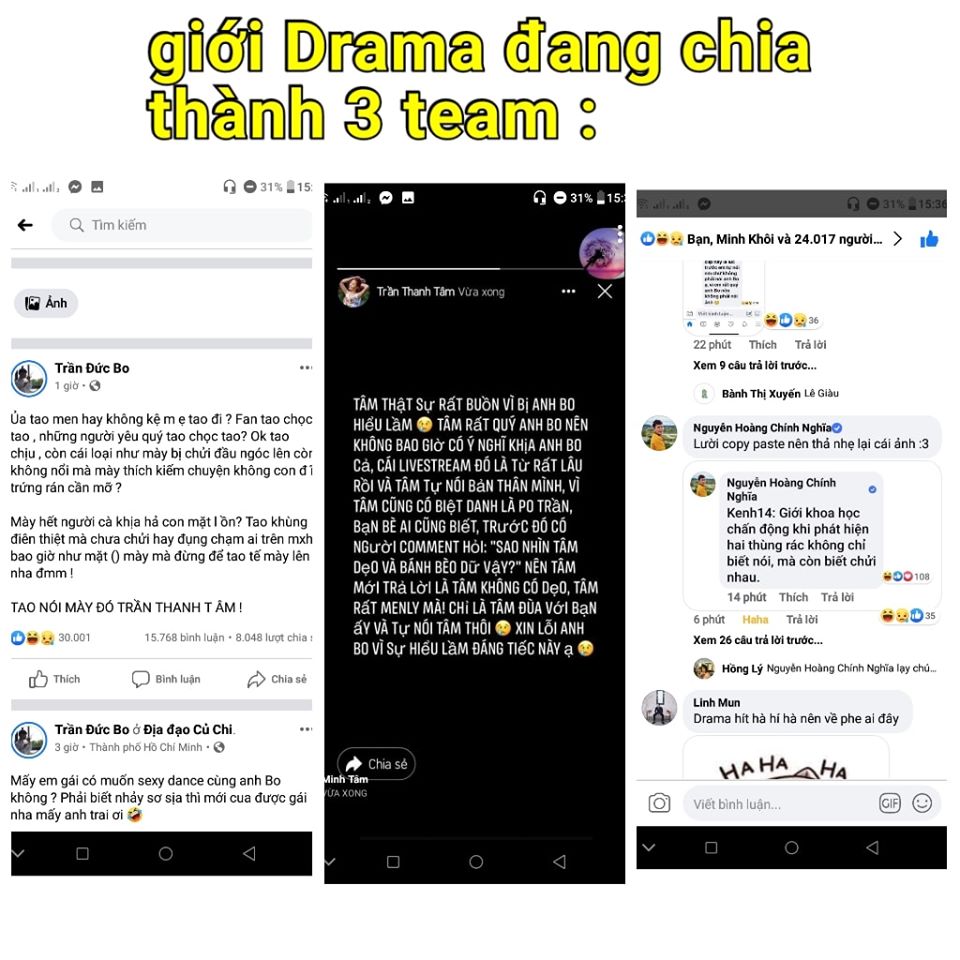 giới Drama đang chia
thành 3 team :
31% 15:
Tìm kiếm
Ảnh
Trần Đức Bo
1 giờ
Ủa tao men hay không kệ m ẹ tao đi ? Fan tao chọc
tao , những người yêu quý tao chọc tao? Ok tao
chịu , còn cái loại như mày bị chửi đầu ngóc lên còn
không nổi mà mày thích kiếm chuyện không con đ ĩ
trứng rán cần mỡ ?
Mày hết người cà khịa hả con mặt l ồn? Tao khùng
điên thiệt mà chưa chửi hay đụng chạm ai trên mxh
bao giờ như mặt () mày mà đừng để tao tế mày lên
nha đmm !
TAO NÓI MÀY ĐÓ TRẦN THANH T ÂM !
30.001 15.768 bình luận • 8.048 lượt chia s
Thích Bình luận Chia sẻ
Trần Đức Bo ở Địa đạo Củ Chi.
3 giờ • Thành phố Hồ Chí Minh •
Mấy em gái có muốn sexy dance cùng anh Bo
không ? Phải biết nhảy sơ sịa thì mới cua được gái
nha mấy anh trai ơi 🤣
31% 15:3
Trần Thanh Tâm Vừa xong
TÂM THẬT SỰ RẤT BUỒN VÌ BỊ ANH BO
HIỂU LẦM 😢 TÂM RẤT QUÝ ANH BO NÊN
KHÔNG BAO GIỜ CÓ Ý NGHĨ KHỊA ANH BO
CẢ, CÁI LIVESTREAM ĐÓ LÀ TỪ RẤT LÂU
RỒI VÀ TÂM TỰ NÓI BẢN THÂN MÌNH, VÌ
TÂM CŨNG CÓ BIỆT DANH LÀ PO TRẦN,
BẠN BÈ AI CŨNG BIẾT, TRƯỚC ĐÓ CÓ
NGƯỜI COMMENT HỎI: "SAO NHÌN TÂM
DẸO VÀ BÁNH BÈO DỮ VẬY?" NÊN TÂM
MỚI TRẢ LỜI LÀ TÂM KHÔNG CÓ DẸO, TÂM
RẤT MENLY MÀ! CHỈ LÀ TÂM ĐÙA VỚI BẠN
ẤY VÀ TỰ NÓI TÂM THÔI 😢 XIN LỖI ANH
BO VÌ SỰ HIỂU LẦM ĐÁNG TIẾC NÀY Ạ 😢
Chia sẻ
Minh Tâm
VỪA XONG
31% 15:36
Bạn, Minh Khôi và 24.017 người...
36
22 phút Thích Trả lời
Xem 9 câu trả lời trước...
Bành Thị Xuyến Lê Giàu
Nguyễn Hoàng Chính Nghĩa
Lười copy paste nên thả nhẹ lại cái ảnh :3
Nguyễn Hoàng Chính
Nghĩa
Kenh14: Giới khoa học
chấn động khi phát hiện
hai thùng rác không chỉ
biết nói, mà còn biết chửi
nhau.
108
14 phút Thích Trả lời
35
6 phút Haha Trả lời
Xem 26 câu trả lời trước...
Hồng Lý Nguyễn Hoàng Chính Nghĩa lạy chú...
Linh Mun
Drama hít hà hí hà nên về phe ai đây
HA HA HA
Viết bình luận...
GIF